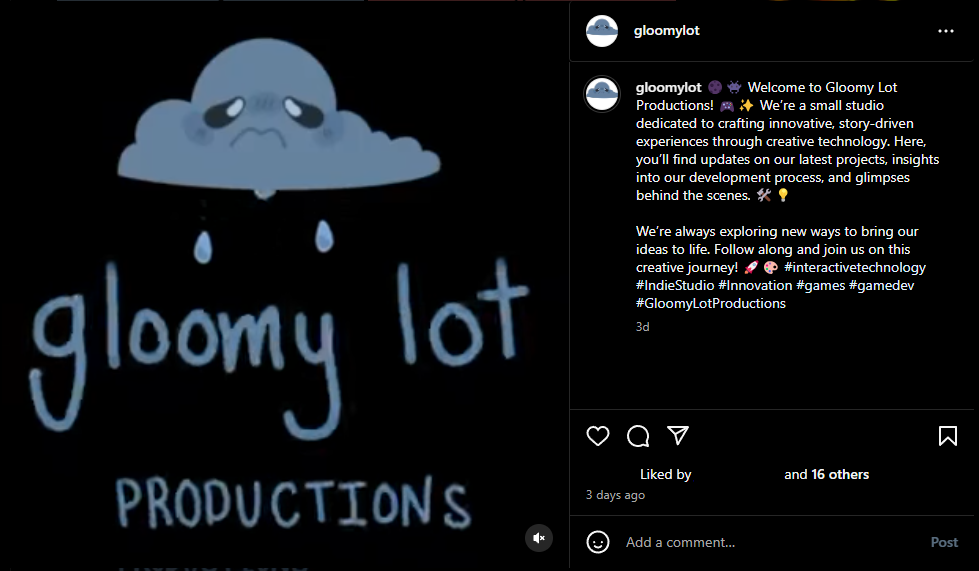 gloomy lot
PRODUCTIONS
gloomylot
gloomylot 🌑 👾 Welcome to Gloomy Lot
Productions! 🎮 ✨ We’re a small studio
dedicated to crafting innovative, story-driven
experiences through creative technology. Here,
you’ll find updates on our latest projects, insights
into our development process, and glimpses
behind the scenes. 🛠️ 💡
We’re always exploring new ways to bring our
ideas to life. Follow along and join us on this
creative journey! 🚀 🎨 #interactivetechnology
#IndieStudio #Innovation #games #gamedev
#GloomyLotProductions
3d
Liked by and 16 others
3 days ago
Add a comment... Post